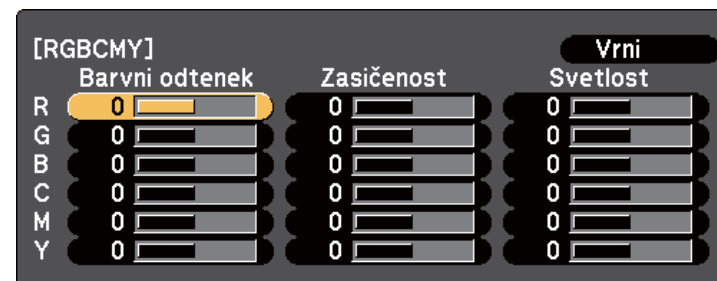 [RGBCMY] Vrni
Barvni odtenek Zasičenost Svetlost
R 0 0 0
G 0 0 0
B 0 0 0
C 0 0 0
M 0 0 0
Y 0 0 0